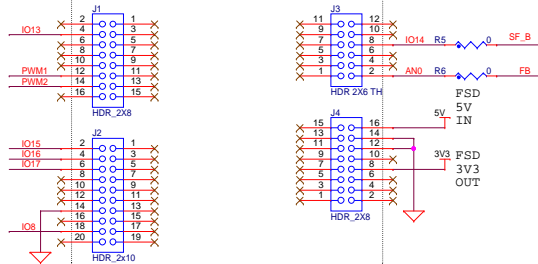 J1
2 1
IO13 4 3
6 5
8 7
10 9
PWM1 12 11
PWM2 14 13
16 15
HDR_2X8
J2
IO15 2 1
IO16 4 3
IO17 6 5
8 7
10 9
12 11
14 13
16 15
IO8 18 17
20 19
HDR_2x10
J3
11 12
9 10
7 8 IO14 R5 0 SF_B
5 6
3 4
1 2 AN0 R6 0 FB
HDR 2X6 TH
FSD
5V
IN
5V
J4
15 16
13 14
11 12
9 10
7 8
5 6
3 4
1 2
HDR_2X8
3V3 FSD
3V3
OUT